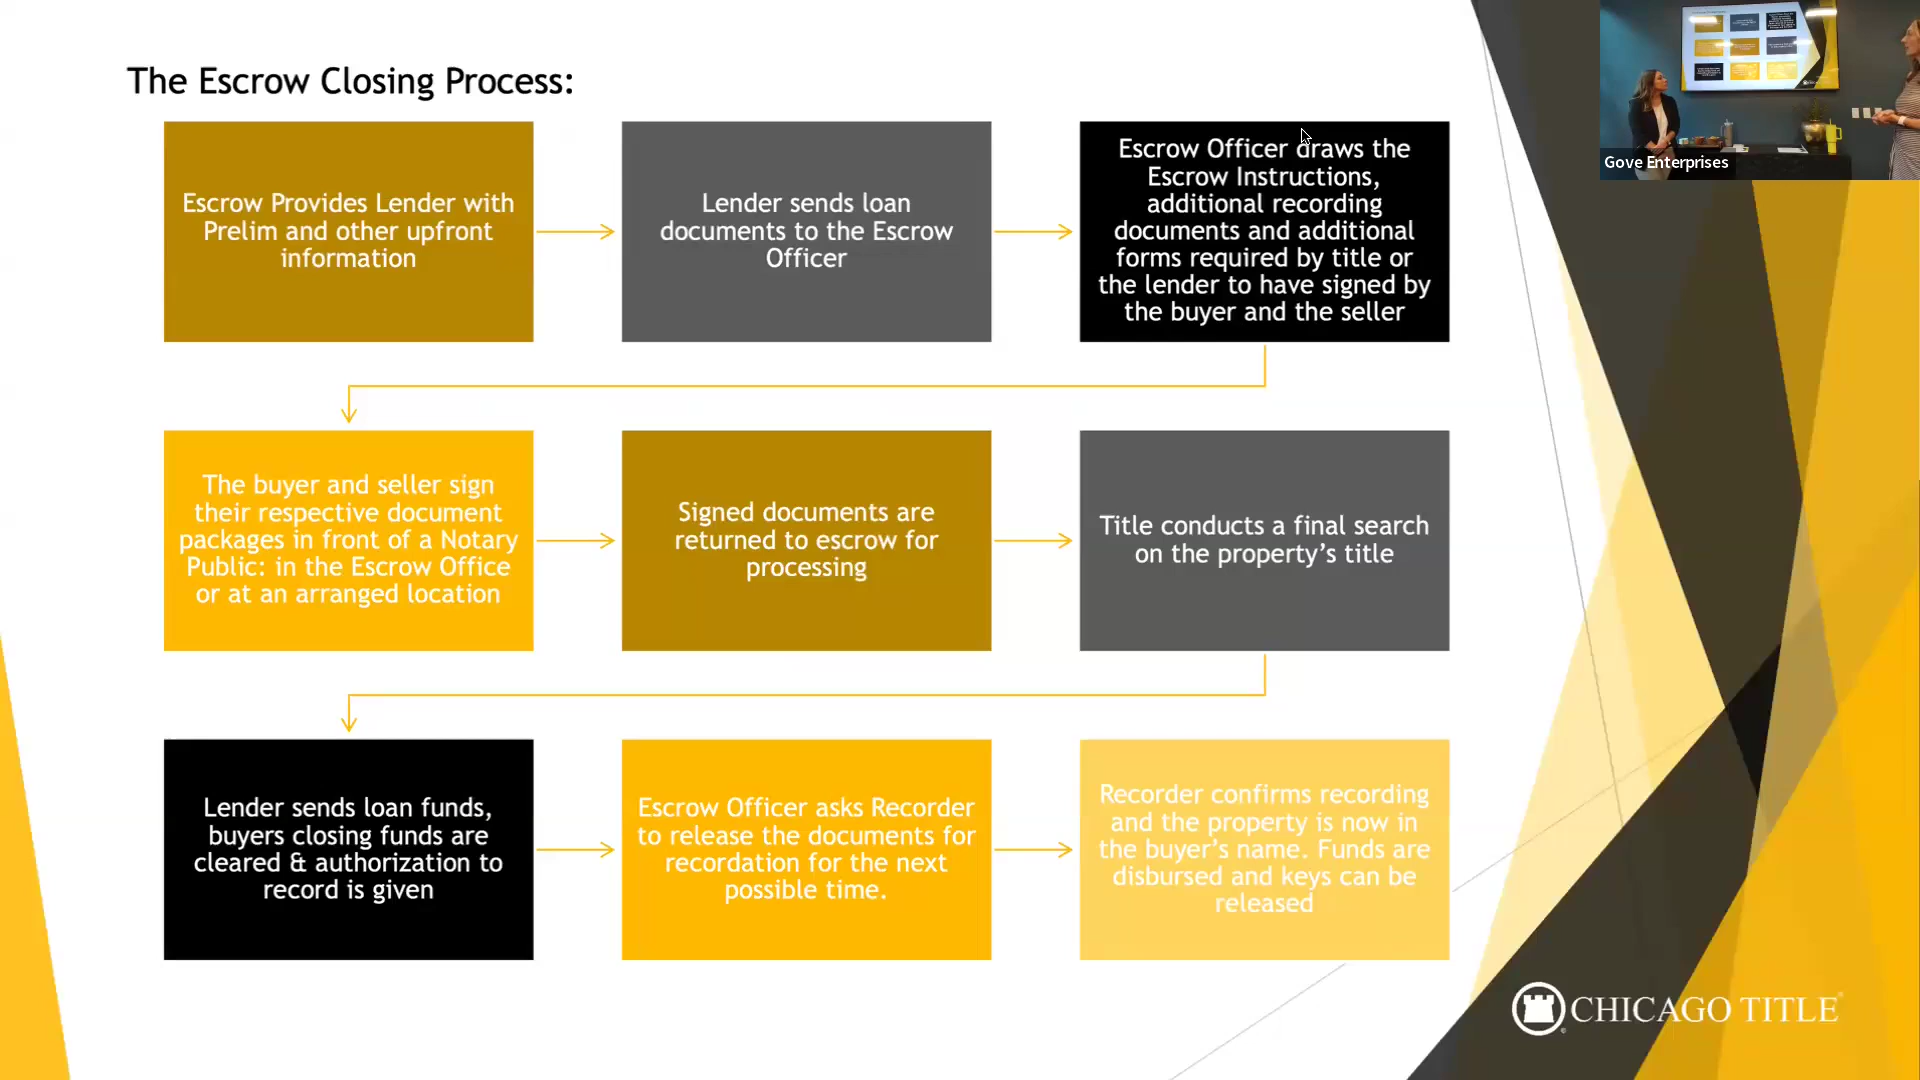 The Escrow Closing Process:
Escrow Provides Lender with
Prelim and other upfront
information
Lender sends loan
documents to the Escrow
Officer
Escrow Officer draws the
Escrow Instructions,
additional recording
documents and additional
forms required by title or
the lender to have signed by
the buyer and the seller
The buyer and seller sign
their respective document
packages in front of a Notary
Public: in the Escrow Office
or at an arranged location
Signed documents are
returned to escrow for
processing
Title conducts a final search
on the property’s title
Lender sends loan funds,
buyers closing funds are
cleared & authorization to
record is given
Escrow Officer asks Recorder
to release the documents for
recordation for the next
possible time.
Recorder confirms recording
and the property is now in
the buyer’s name. Funds are
disbursed and keys can be
released
Gove Enterprises
CHICAGO TITLE